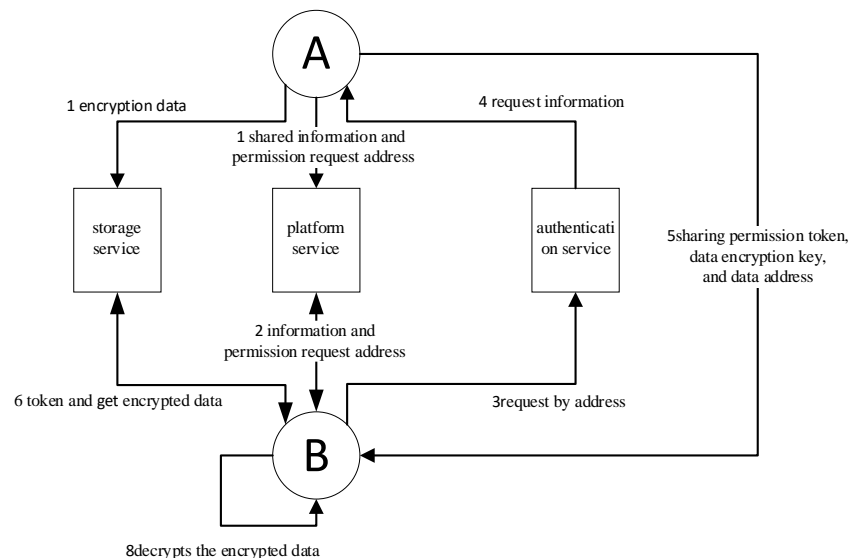 A
1 encryption data
4 request information
1 shared information and
permission request address
storage
service
platform
service
authenticati
on service
5sharing permission token,
data encryption key,
and data address
2 information and
permission request address
6 token and get encrypted data
3request by address
B
8decrypts the encrypted data